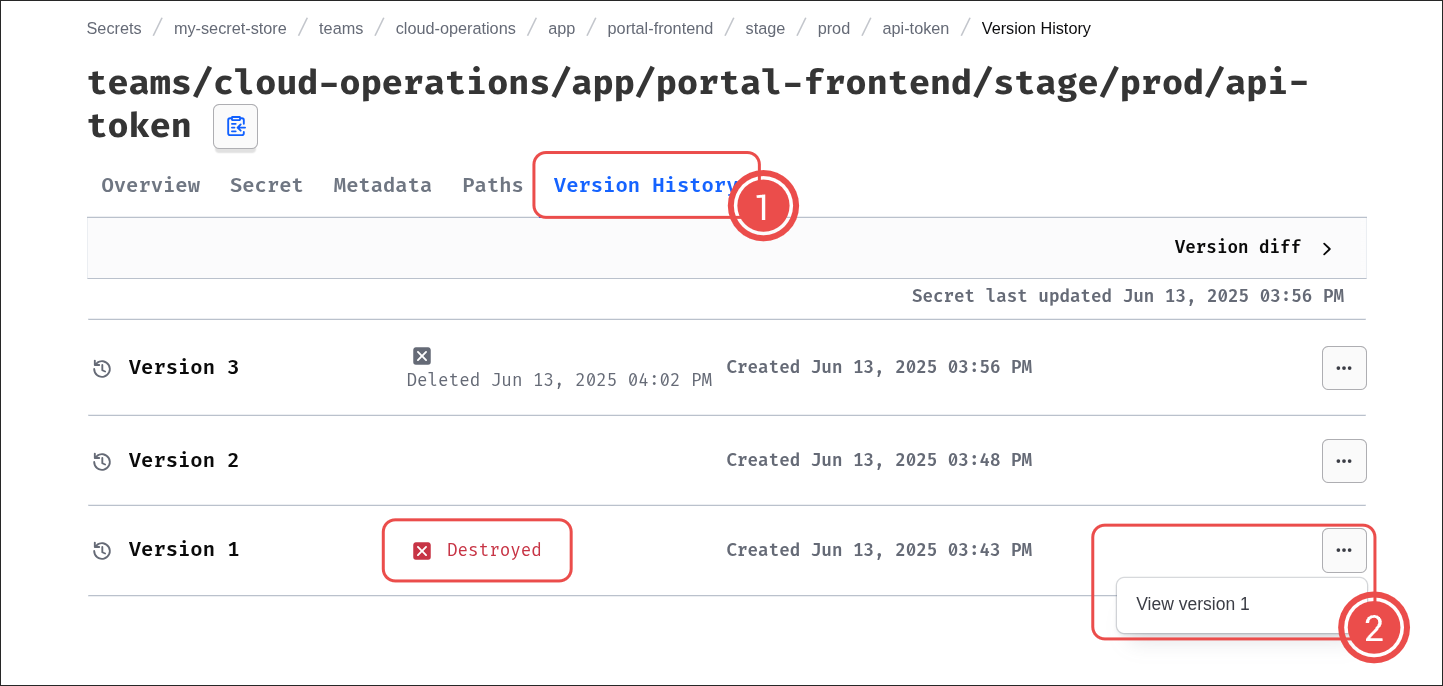 Secrets / my-secret-store / teams / cloud-operations / app / portal-frontend / stage / prod / api-token / Version History
teams/cloud-operations/app/portal-frontend/stage/prod/api-
token
Overview Secret Metadata Paths Version History
1
Version diff
Secret last updated Jun 13, 2025 03:56 PM
Version 3 Deleted Jun 13, 2025 04:02 PM Created Jun 13, 2025 03:56 PM
Version 2 Created Jun 13, 2025 03:48 PM
Version 1 Destroyed Created Jun 13, 2025 03:43 PM
View version 1
2